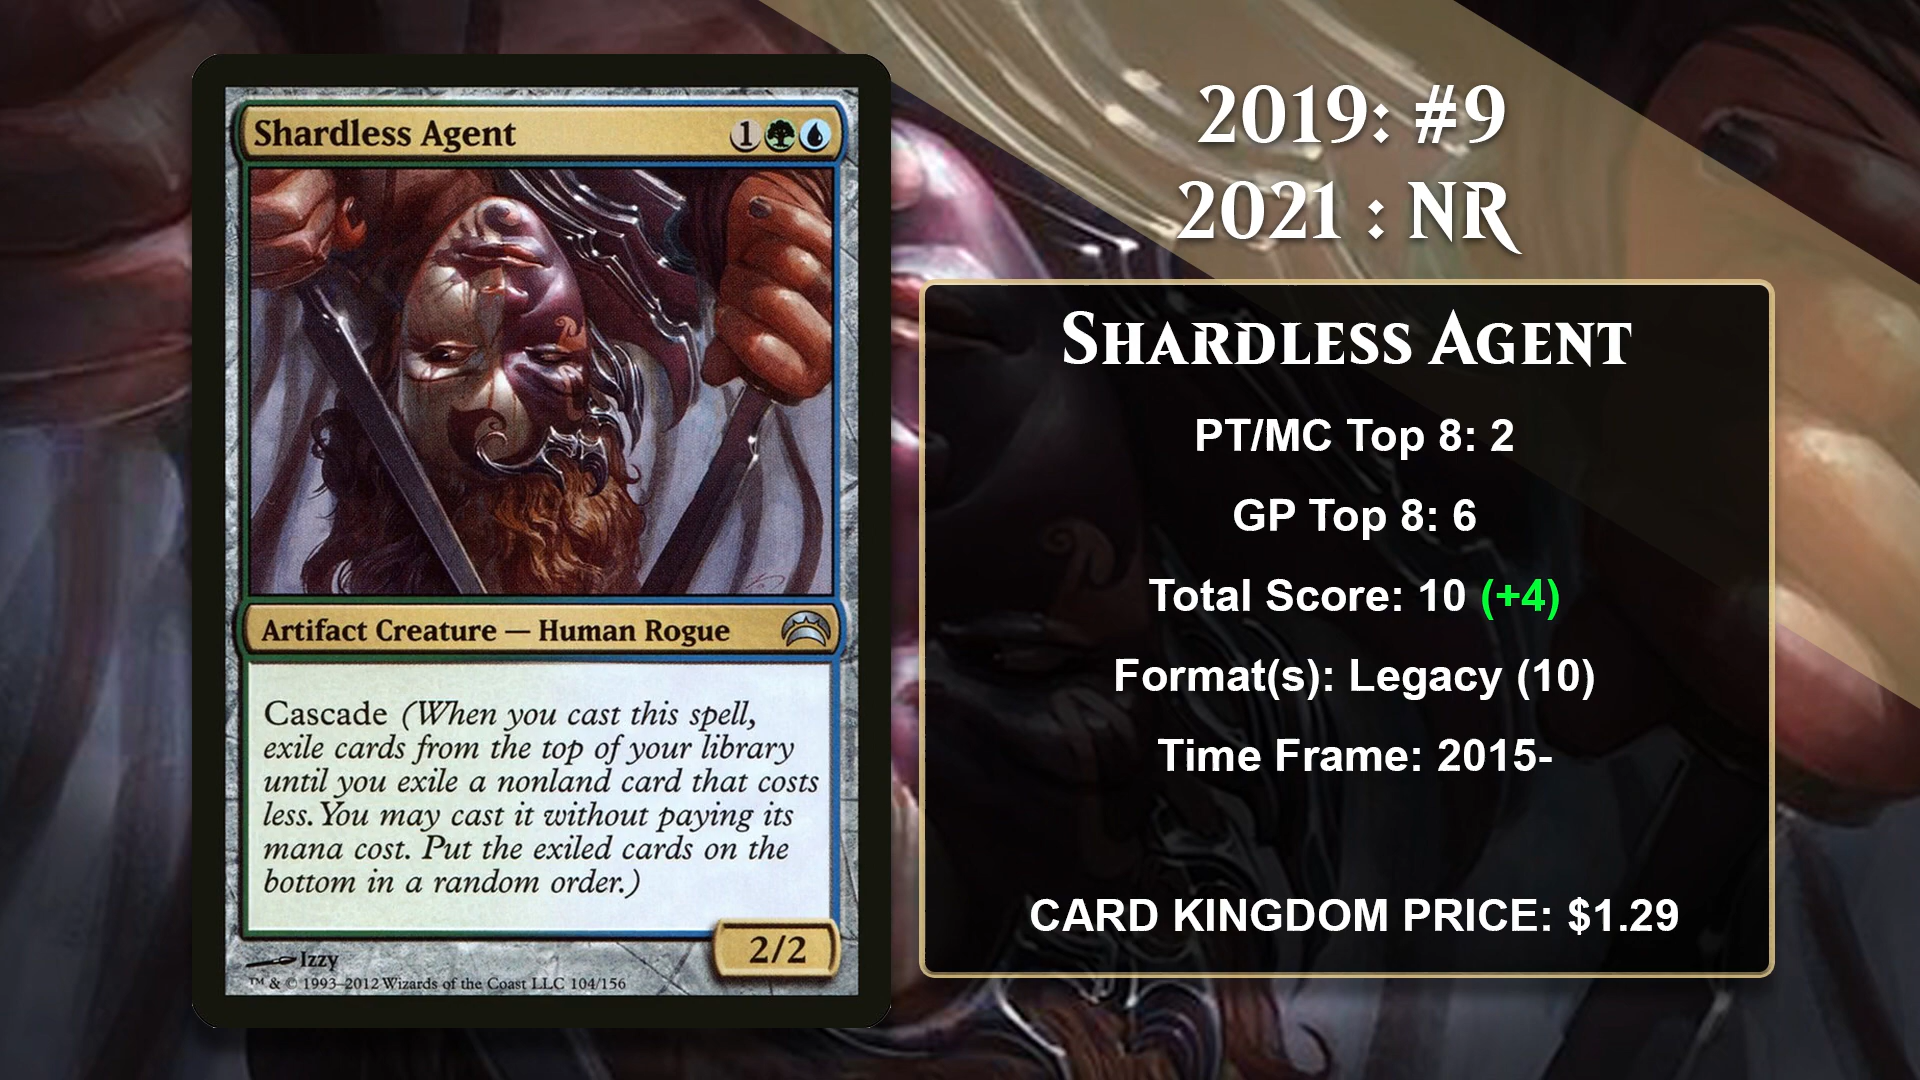 Shardless Agent 1
Artifact Creature — Human Rogue
Cascade (When you cast this spell,
exile cards from the top of your library
until you exile a nonland card that costs
less. You may cast it without paying its
mana cost. Put the exiled cards on the
bottom in a random order.)
2/2
Izzy
™ & © 1993–2012 Wizards of the Coast LLC 104/156
2019: #9
2021 : NR
Shardless Agent
PT/MC Top 8: 2
GP Top 8: 6
Total Score: 10 (+4)
Format(s): Legacy (10)
Time Frame: 2015-
CARD KINGDOM PRICE: $1.29